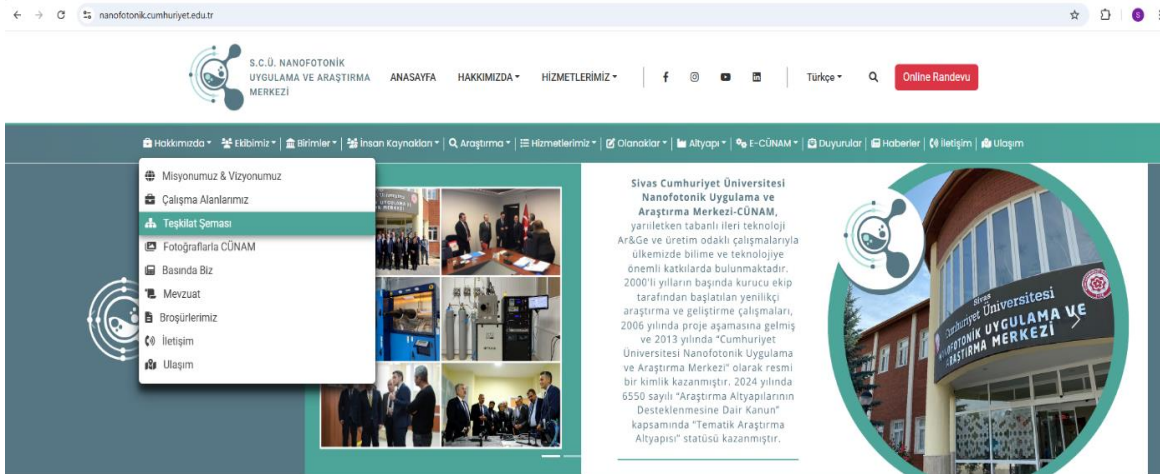 nanofotonik.cumhuriyet.edu.tr
S.C.Ü. NANOFOTONİK
UYGULAMA VE ARAŞTIRMA
MERKEZİ
ANASAYFA
HAKKIMIZDA
HİZMETLERİMİZ
Türkçe
Online Randevu
Hakkımızda
Ekibimiz
Birimler
İnsan Kaynakları
Araştırma
Hizmetlerimiz
Olanaklar
Altyapı
E-CÜNAM
Duyurular
Haberler
İletişim
Ulaşım
Misyonumuz & Vizyonumuz
Çalışma Alanlarımız
Teşkilat Şeması
Fotoğraflarla CÜNAM
Basında Biz
Mevzuat
Broşürlerimiz
İletişim
Ulaşım
Sivas Cumhuriyet Üniversitesi
Nanofotonik Uygulama ve
Araştırma Merkezi-CÜNAM,
yarıiletken tabanlı ileri teknoloji
Ar&Ge ve üretim odaklı çalışmalarıyla
ülkemizde bilime ve teknolojiye
önemli katkılarda bulunmaktadır.
2000'li yılların başında kurucu ekip
tarafından başlatılan yenilikçi
araştırma ve geliştirme çalışmaları,
2006 yılında proje aşamasına gelmiş
ve 2013 yılında "Cumhuriyet
Üniversitesi Nanofotonik Uygulama
ve Araştırma Merkezi" olarak resmi
bir kimlik kazanmıştır. 2024 yılında
6550 sayılı "Araştırma Altyapılarının
Desteklenmesine Dair Kanun"
kapsamında "Tematik Araştırma
Altyapısı" statüsü kazanmıştır.
Sivas
Cumhuriyet Üniversitesi
NANOFOTONİK UYGULAMA VE
ARAŞTIRMA MERKEZİ